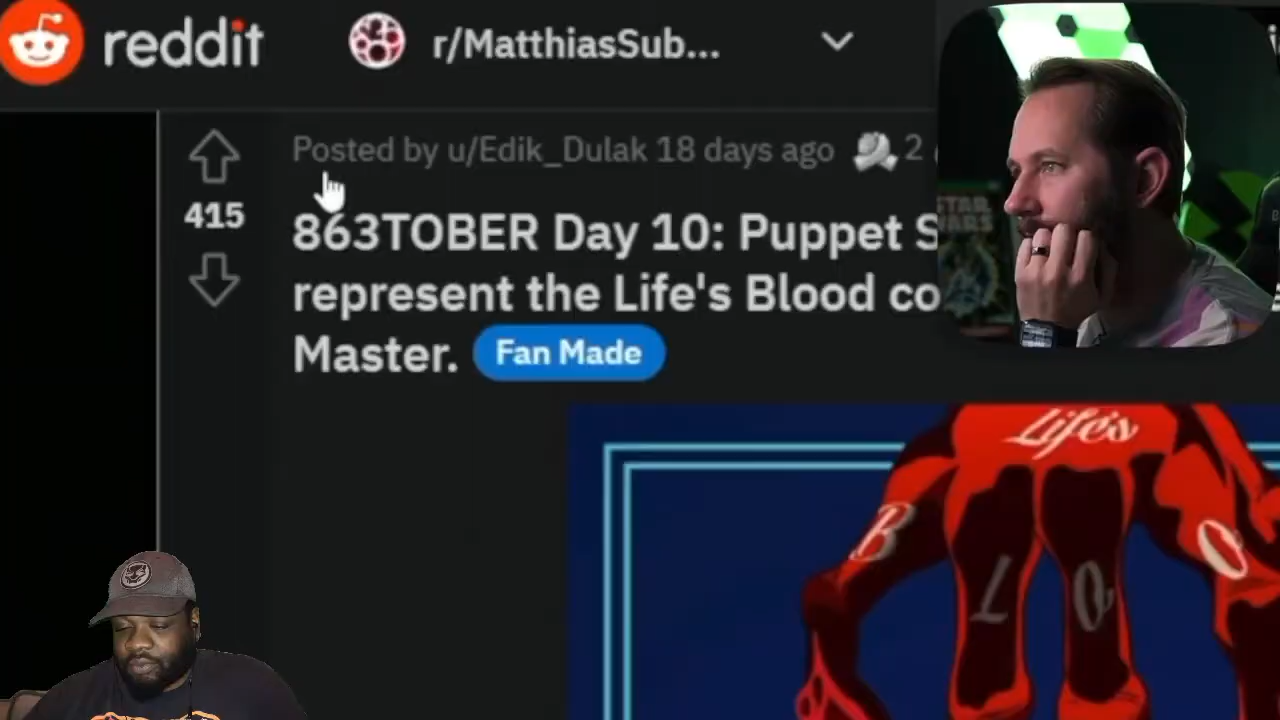 reddit r/MatthiasSub...
Posted by u/Edik_Dulak 18 days ago 2
415
863TOBER Day 10: Puppet S
represent the Life's Blood co
Master. Fan Made
STAR
WARS
Life's
B L O O